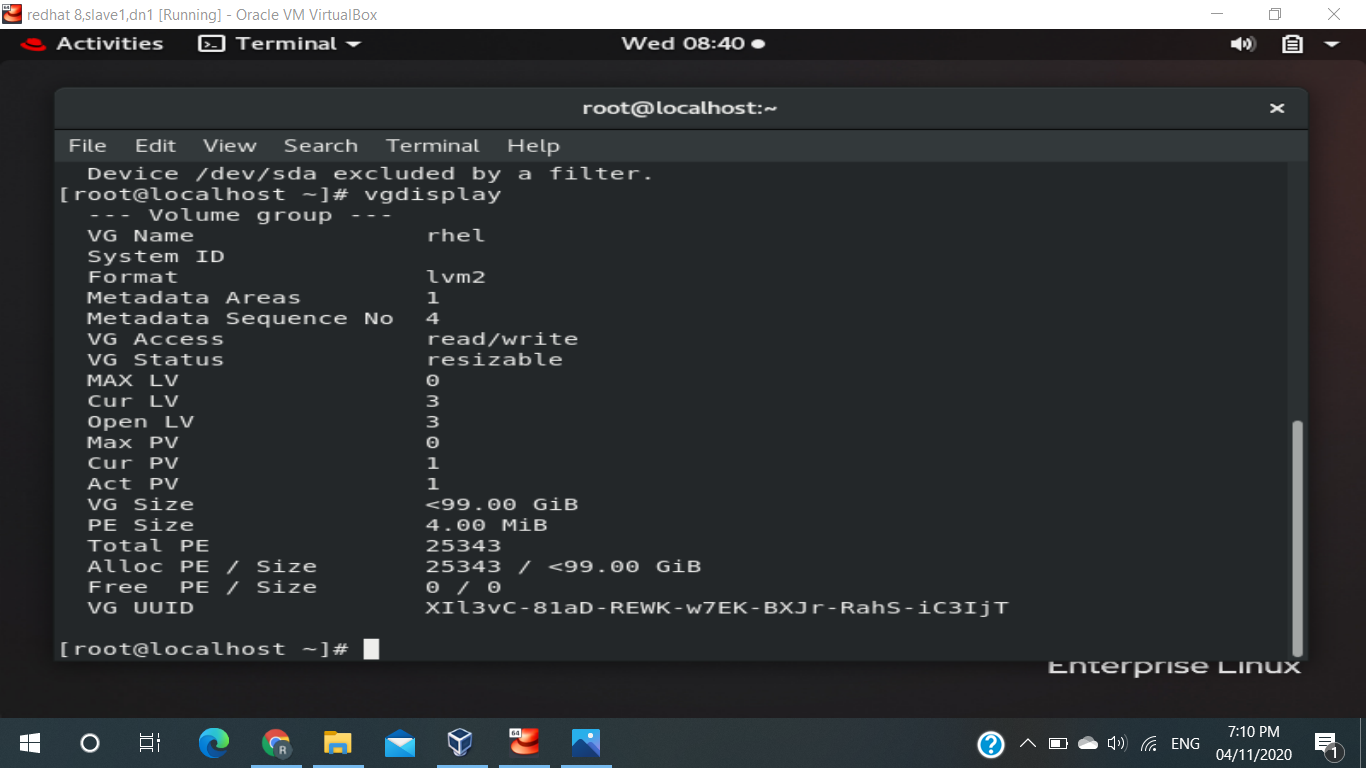 redhat 8,slave1,dn1 [Running] - Oracle VM VirtualBox
Activities Terminal Wed 08:40
root@localhost:~
File Edit View Search Terminal Help
Device /dev/sda excluded by a filter.
[root@localhost ~]# vgdisplay
--- Volume group ---
VG Name rhel
System ID
Format lvm2
Metadata Areas 1
Metadata Sequence No 4
VG Access read/write
VG Status resizable
MAX LV 0
Cur LV 3
Open LV 3
Max PV 0
Cur PV 1
Act PV 1
VG Size <99.00 GiB
PE Size 4.00 MiB
Total PE 25343
Alloc PE / Size 25343 / <99.00 GiB
Free PE / Size 0 / 0
VG UUID XIl3vC-81aD-REWK-w7EK-BXJr-RahS-iC3IjT
[root@localhost ~]#
Enterprise Linux
64
R
64
ENG
7:10 PM
04/11/2020
1